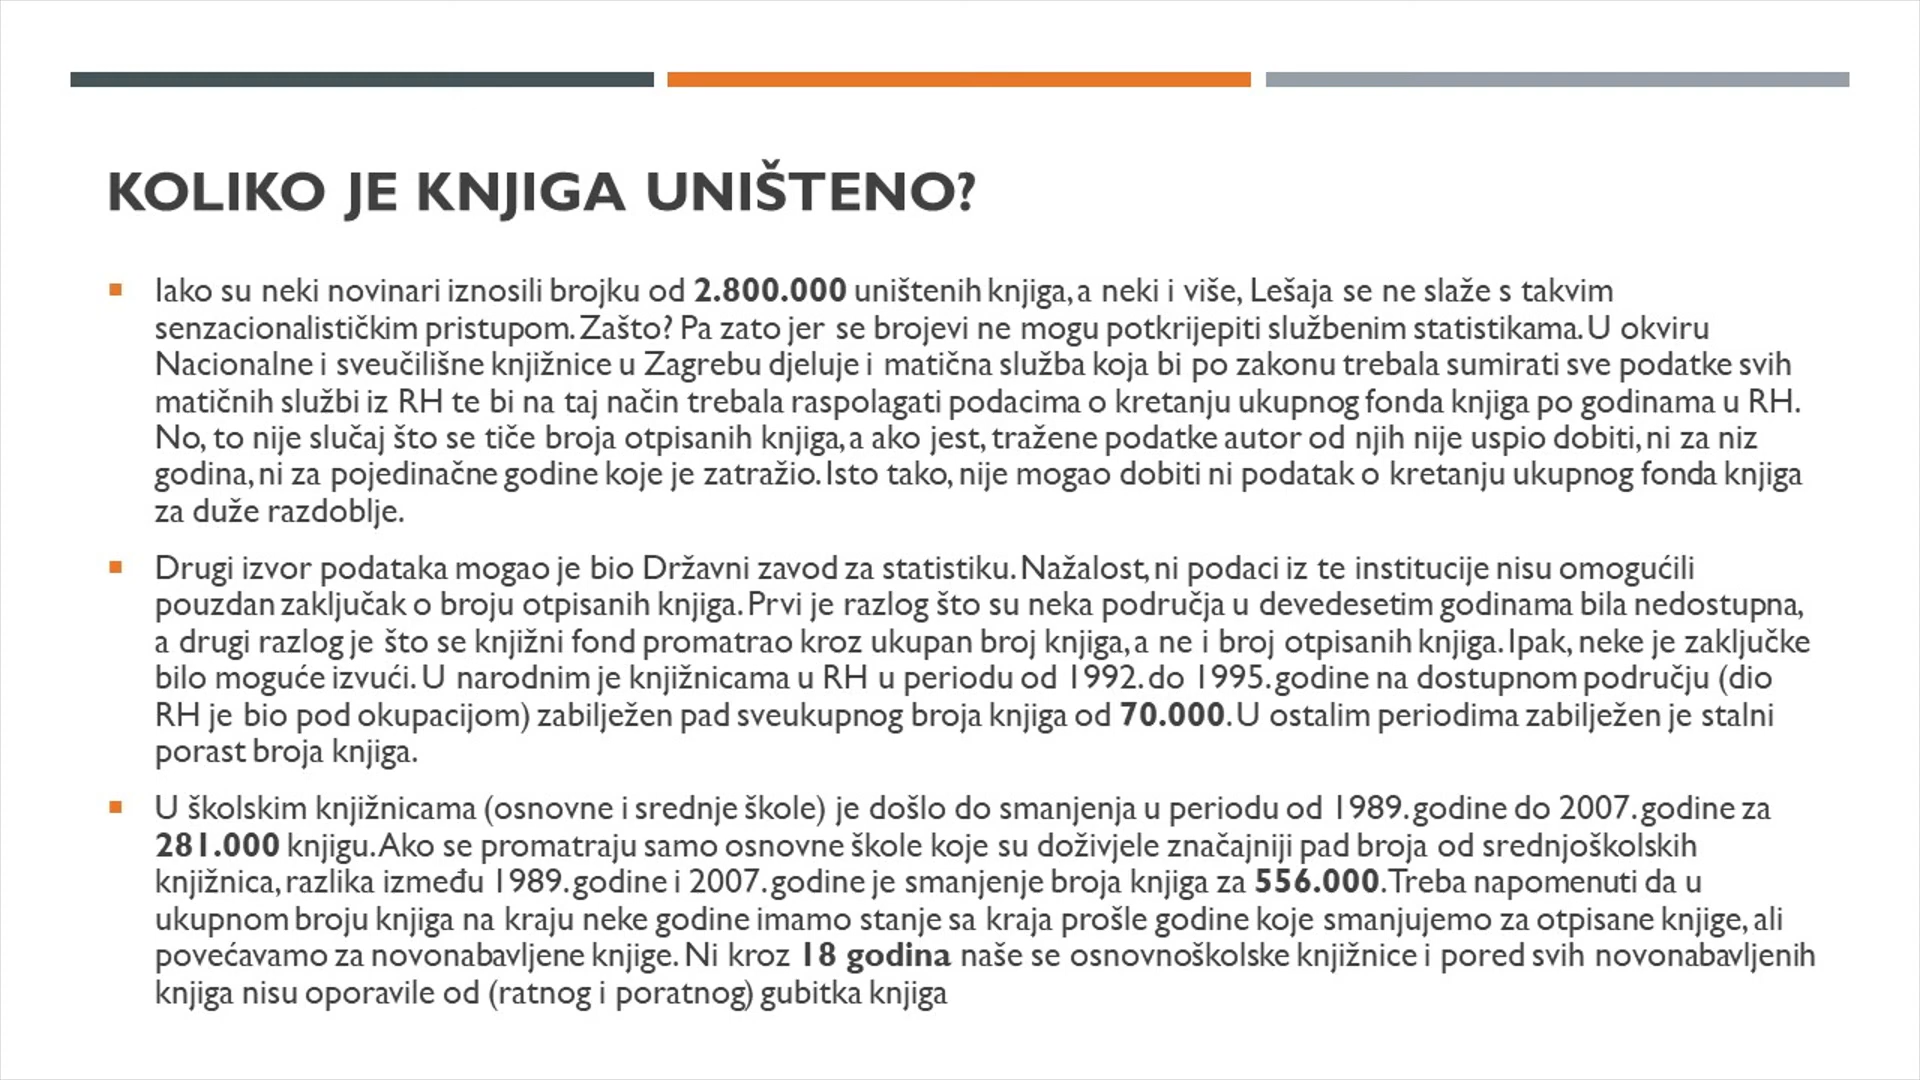 KOLIKO JE KNJIGA UNIŠTENO?
Iako su neki novinari iznosili brojku od 2.800.000 uništenih knjiga, a neki i više, Lešaja se ne slaže s takvim
senzacionalističkim pristupom. Zašto? Pa zato jer se brojevi ne mogu potkrijepiti službenim statistikama. U okviru
Nacionalne i sveučilišne knjižnice u Zagrebu djeluje i matična služba koja bi po zakonu trebala sumirati sve podatke svih
matičnih službi iz RH te bi na taj način trebala raspolagati podacima o kretanju ukupnog fonda knjiga po godinama u RH.
No, to nije slučaj što se tiče broja otpisanih knjiga, a ako jest, tražene podatke autor od njih nije uspio dobiti, ni za niz
godina, ni za pojedinačne godine koje je zatražio. Isto tako, nije mogao dobiti ni podatak o kretanju ukupnog fonda knjiga
za duže razdoblje.
Drugi izvor podataka mogao je bio Državni zavod za statistiku. Nažalost, ni podaci iz te institucije nisu omogućili
pouzdan zaključak o broju otpisanih knjiga. Prvi je razlog što su neka područja u devedesetim godinama bila nedostupna,
a drugi razlog je što se knjižni fond promatrao kroz ukupan broj knjiga, a ne i broj otpisanih knjiga. Ipak, neke je zaključke
bilo moguće izvući. U narodnim je knjižnicama u RH u periodu od 1992. do 1995. godine na dostupnom području (dio
RH je bio pod okupacijom) zabilježen pad sveukupnog broja knjiga od 70.000. U ostalim periodima zabilježen je stalni
porast broja knjiga.
U školskim knjižnicama (osnovne i srednje škole) je došlo do smanjenja u periodu od 1989. godine do 2007. godine za
281.000 knjigu. Ako se promatraju samo osnovne škole koje su doživjele značajniji pad broja od srednjoškolskih
knjižnica, razlika između 1989. godine i 2007. godine je smanjenje broja knjiga za 556.000. Treba napomenuti da u
ukupnom broju knjiga na kraju neke godine imamo stanje sa kraja prošle godine koje smanjujemo za otpisane knjige, ali
povećavamo za novonabavljene knjige. Ni kroz 18 godina naše se osnovnoškolske knjižnice i pored svih novonabavljenih
knjiga nisu oporavile od (ratnog i poratnog) gubitka knjiga